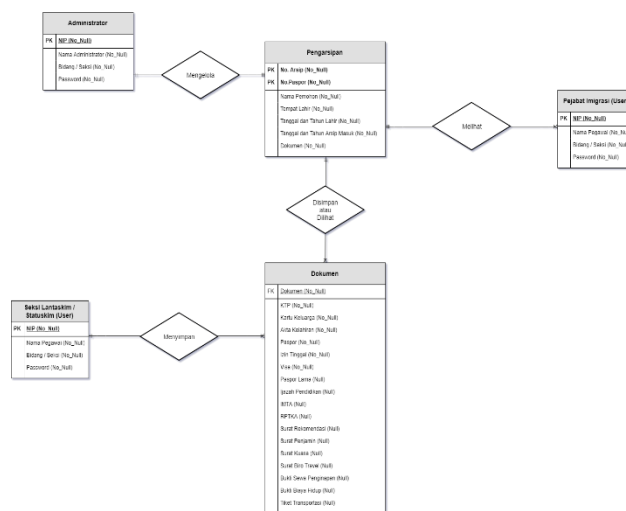 Administrator
PK NIP (No_Null)
Nama Administrator (No_Null)
Bidang / Seksi (No_Null)
Password (No_Null)
Mengelola
Pengarsipan
PK No. Arsip (No_Null)
PK No.Paspor (No_Null)
Nama Pemohon (No_Null)
Tempat Lahir (No_Null)
Tanggal dan Tahun Lahir (No_Null)
Tanggal dan Tahun Arsip Masuk (No_Null)
Dokumen (No_Null)
Melihat
Pejabat Imigrasi (User
PK NIP (No_Null)
Nama Pegawai (No_Nul
Bidang / Seksi (No_Null
Password (No_Null)
Disimpan
atau
Dilihat
Dokumen
FK Dokumen (No_Null)
KTP (No_Null)
Kartu Keluarga (No_Null)
Akta Kelahiran (No_Null)
Paspor (No_Null)
Izin Tinggal (No_Null)
Visa (No_Null)
Paspor Lama (No_Null)
Ijazah Pendidikan (Null)
IMTA (Null)
RPTKA (Null)
Surat Rekomendasi (Null)
Surat Penjamin (Null)
Surat Kuasa (Null)
Surat Biro Travel (Null)
Bukti Sewa Penginapan (Null)
Bukti Biaya Hidup (Null)
Tiket Transportasi (Null)
Seksi Lantaskim /
Statuskim (User)
PK NIP (No_Null)
Nama Pegawai (No_Null)
Bidang / Seksi (No_Null)
Password (No_Null)
Menyimpan